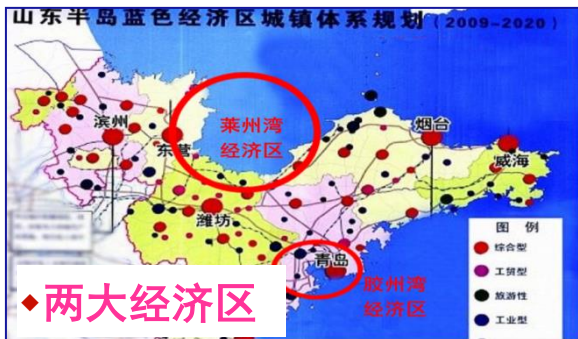 山东半岛蓝色经济区城镇体系规划(2009-2020)
莱州湾
经济区
滨州
东营
烟台
威海
潍坊
青岛
胶州湾
经济区
图例
综合型
工贸型
旅游性
工业型
两大经济区